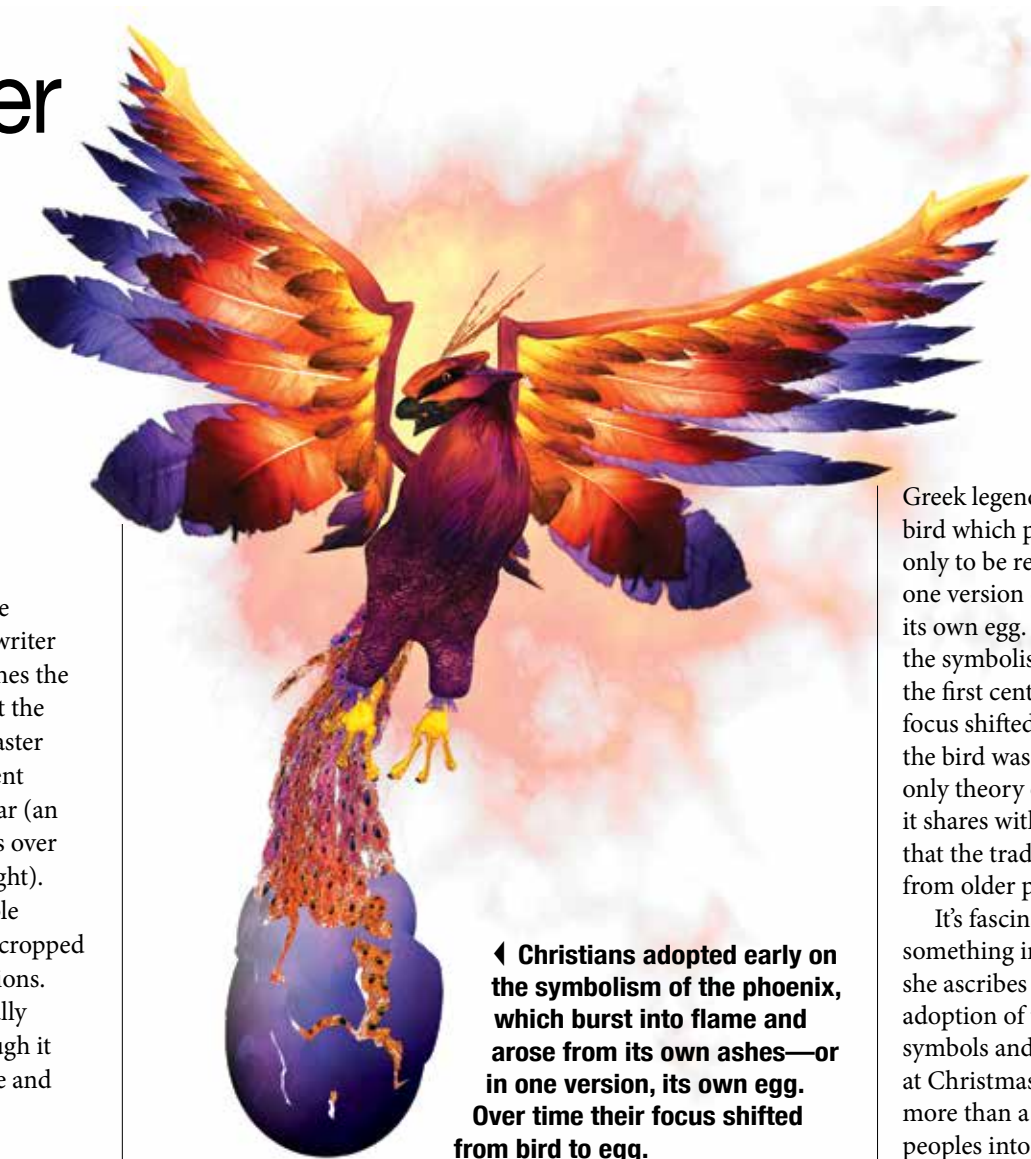 er
e
writer
nes the
t the
aster
ent
ar (an
s over
ght).
le
cropped
ions.
lly
ugh it
e and
◀ Christians adopted early on
the symbolism of the phoenix,
which burst into flame and
arose from its own ashes—or
in one version, its own egg.
Over time their focus shifted
from bird to egg.
Greek legend
bird which p
only to be re
one version
its own egg.
the symbolis
the first cent
focus shifted
the bird was
only theory
it shares with
that the trad
from older p
It's fascin
something in
she ascribes
adoption of
symbols and
at Christmas
more than a
peoples into